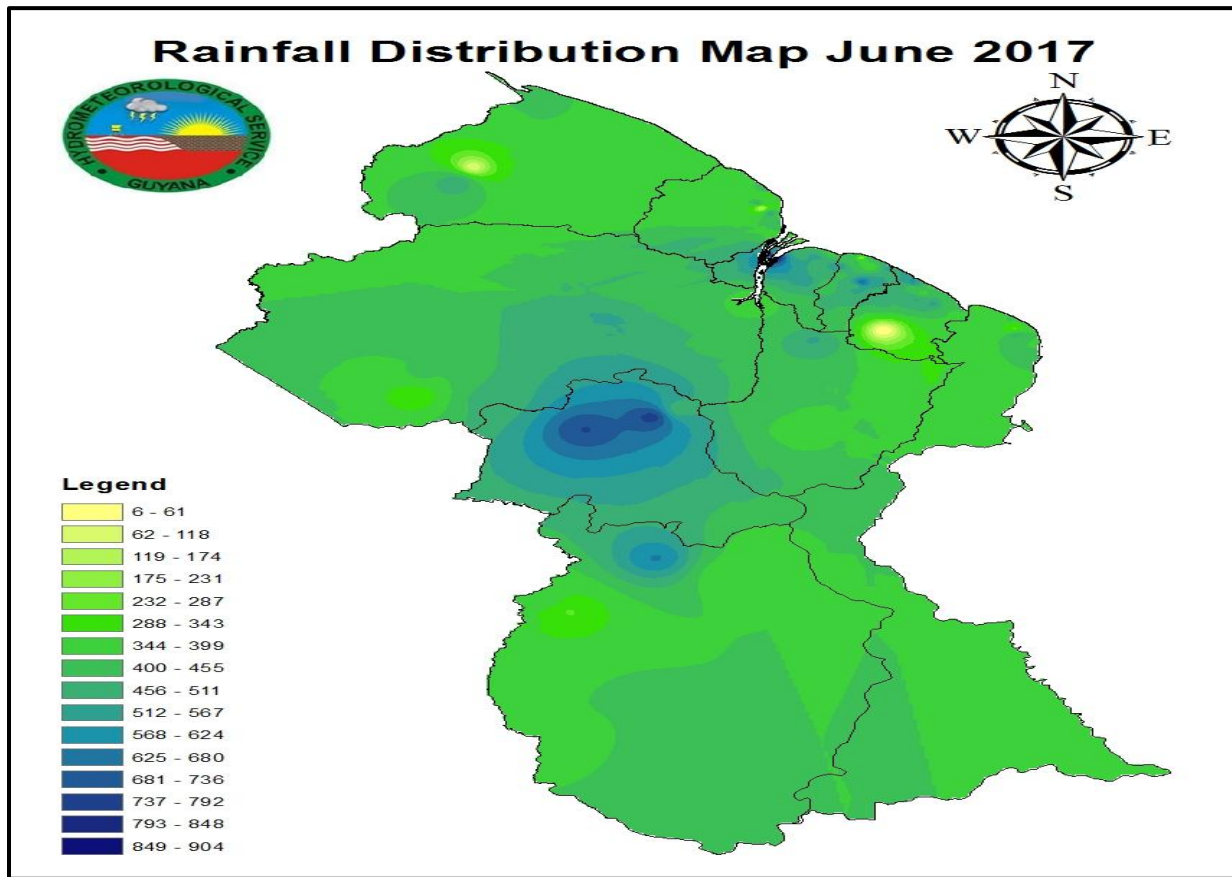 Rainfall Distribution Map June 2017
HYDROMETEOROLOGICAL SERVICE
GUYANA
N
W
E
S
Legend
6 - 61
62 - 118
119 - 174
175 - 231
232 - 287
288 - 343
344 - 399
400 - 455
456 - 511
512 - 567
568 - 624
625 - 680
681 - 736
737 - 792
793 - 848
849 - 904